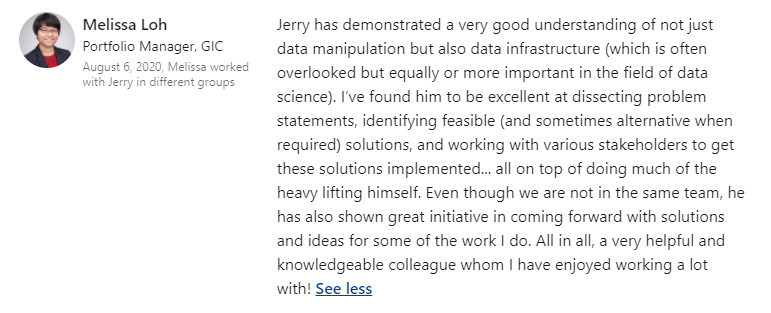 Melissa Loh
Portfolio Manager, GIC
August 6, 2020, Melissa worked
with Jerry in different groups
Jerry has demonstrated a very good understanding of not just
data manipulation but also data infrastructure (which is often
overlooked but equally or more important in the field of data
science). I've found him to be excellent at dissecting problem
statements, identifying feasible (and sometimes alternative when
required) solutions, and working with various stakeholders to get
these solutions implemented... all on top of doing much of the
heavy lifting himself. Even though we are not in the same team, he
has also shown great initiative in coming forward with solutions
and ideas for some of the work I do. All in all, a very helpful and
knowledgeable colleague whom I have enjoyed working a lot
with! See less